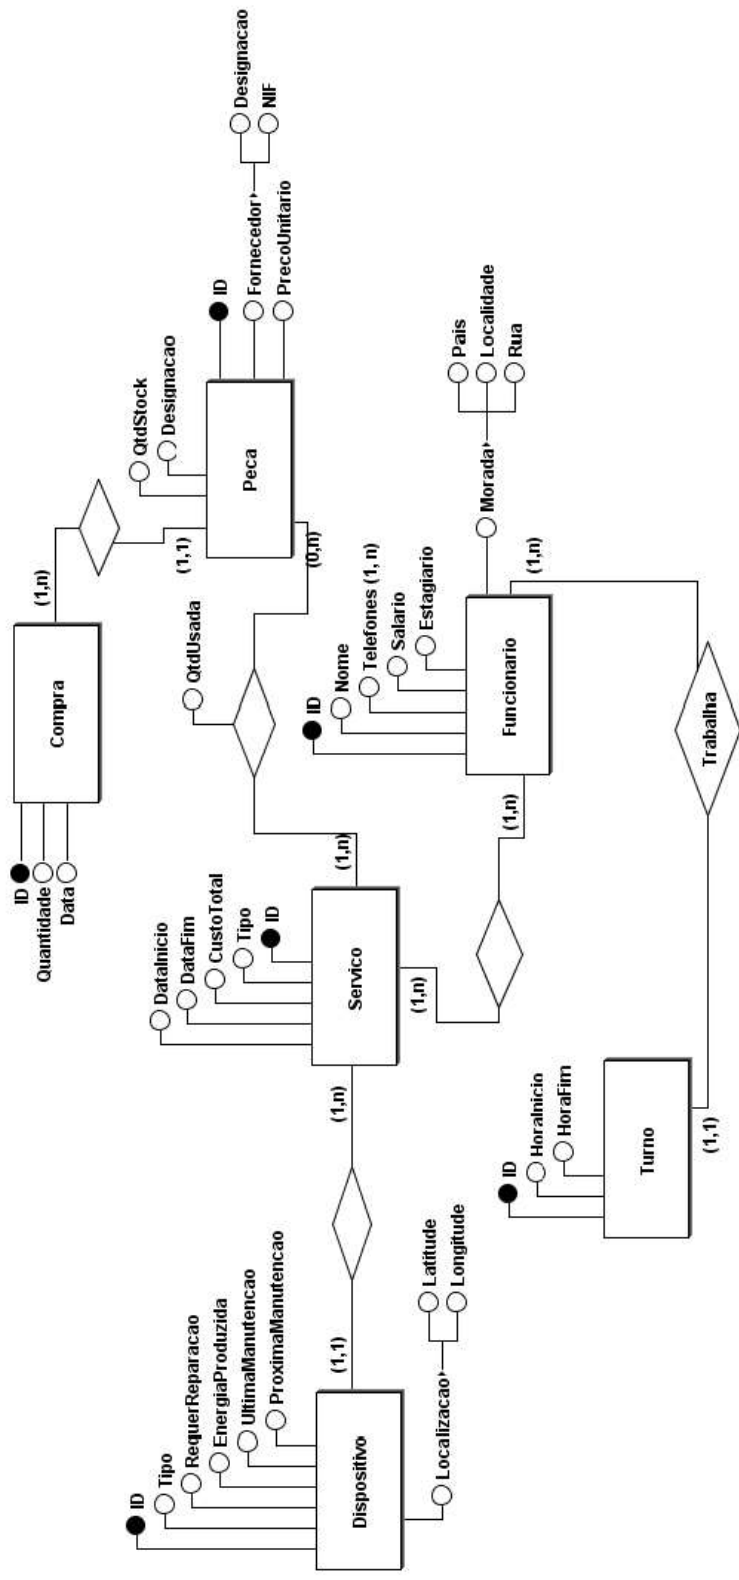 ID
Quantidade
Data
Compra
(1,n)
(1,1)
QtdStock
Designacao
ID
Fornecedor
Designacao
NIF
PrecoUnitario
Peca
(0,n)
QtdUsada
(1,n)
DataInicio
DataFim
CustoTotal
Tipo
ID
Servico
(1,n)
(1,n)
ID
Nome
Telefones (1, n)
Salario
Estagiario
Funcionario
Morada
Pais
Localidade
Rua
(1,n)
(1,n)
Trabalha
(1,1)
ID
HoraInicio
HoraFim
Turno
ID
Tipo
RequerReparacao
EnergiaProduzida
UltimaManutencao
ProximaManutencao
Dispositivo
(1,1)
Localizacao
Latitude
Longitude